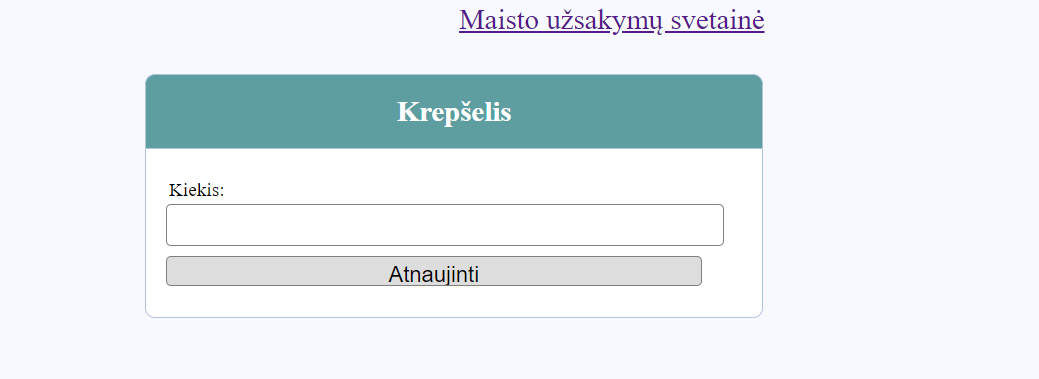 Maisto užsakymų svetainė
Krepšelis
Kiekis:
Atnaujinti